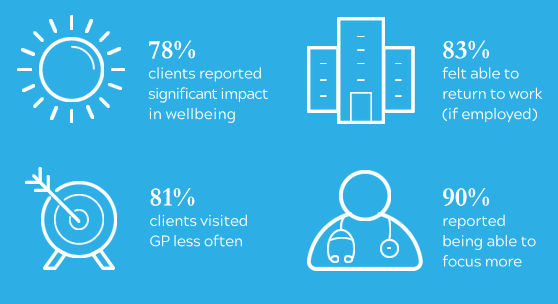 78%
clients reported
significant impact
in wellbeing
83%
felt able to
return to work
(if employed)
81%
clients visited
GP less often
90%
reported
being able to
focus more